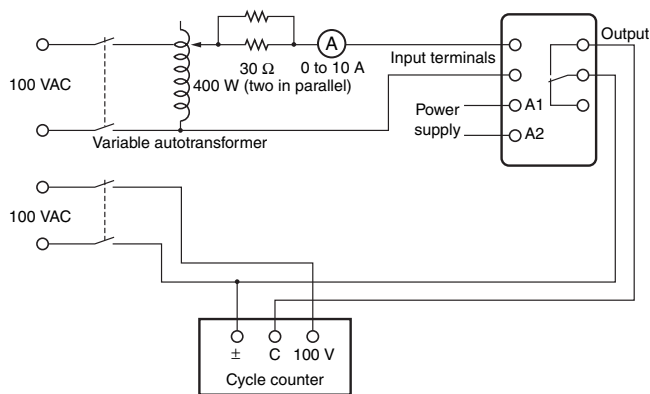 100 VAC
30 Ω
400 W (two in parallel)
A
0 to 10 A
Input terminals
Output
Power
supply
A1
A2
Variable autotransformer
100 VAC
± C 100 V
Cycle counter